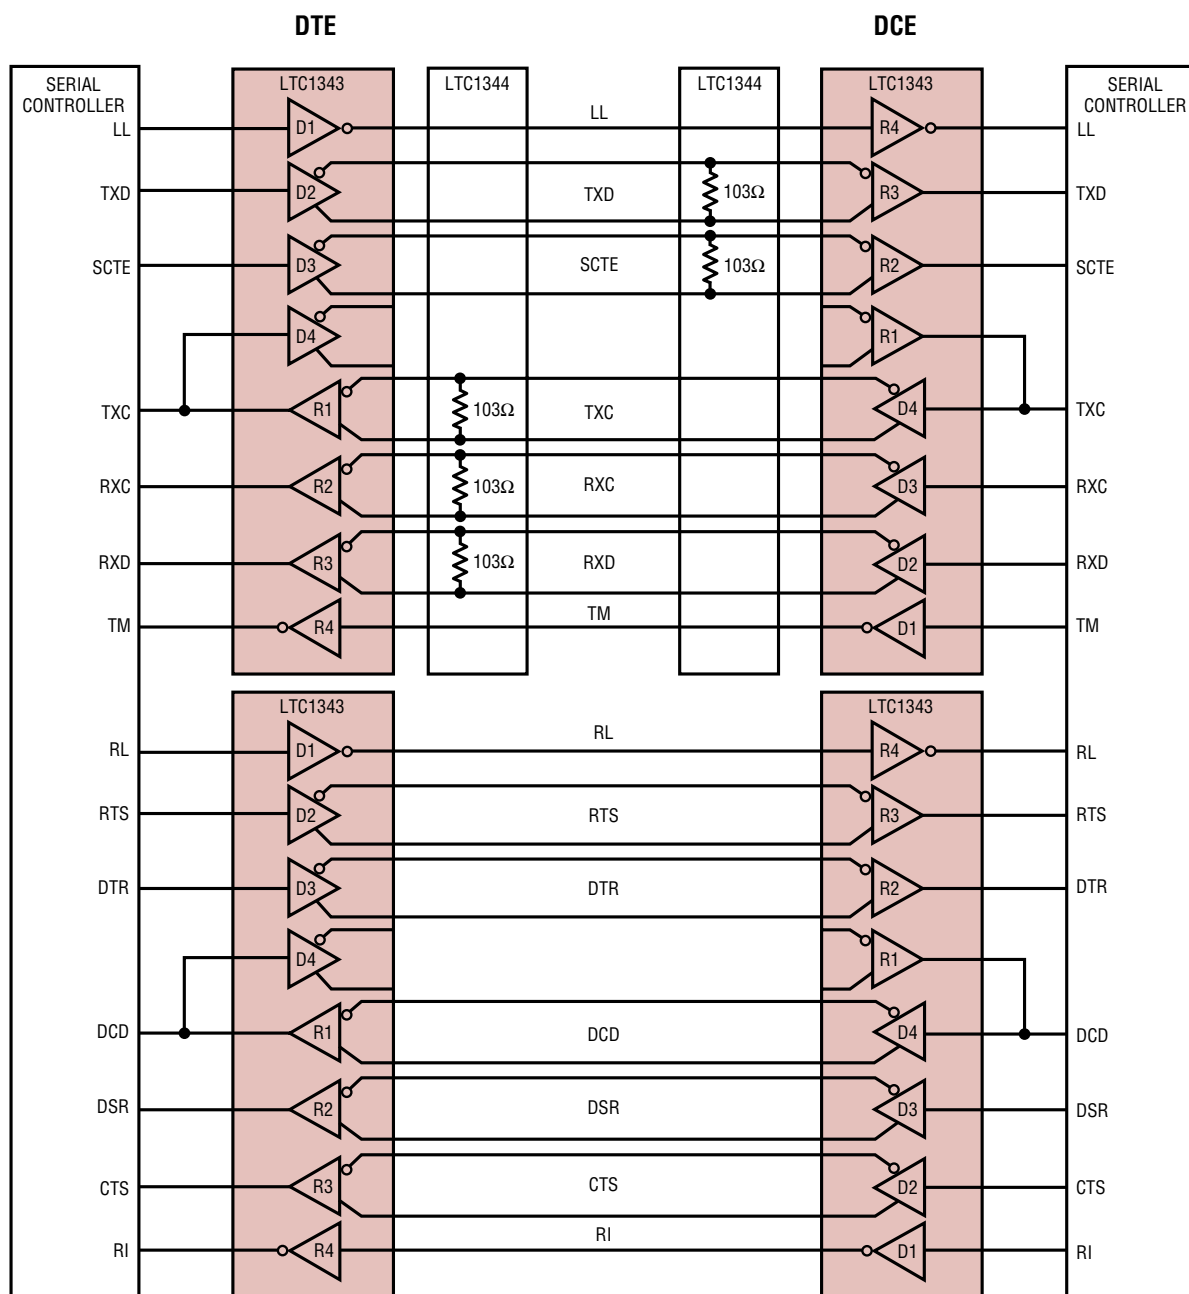 DTE
DCE
SERIAL
CONTROLLER
LTC1343
LTC1344
LTC1344
LTC1343
SERIAL
CONTROLLER
LL
D1
LL
R4
LL
TXD
D2
TXD
103Ω
R3
TXD
SCTE
D3
SCTE
103Ω
R2
SCTE
D4
R1
TXC
R1
103Ω
TXC
D4
TXC
RXC
R2
103Ω
RXC
D3
RXC
RXD
R3
103Ω
RXD
D2
RXD
TM
R4
TM
D1
TM
LTC1343
LTC1343
RL
D1
RL
R4
RL
RTS
D2
RTS
R3
RTS
DTR
D3
DTR
R2
DTR
D4
R1
DCD
R1
DCD
D4
DCD
DSR
R2
DSR
D3
DSR
CTS
R3
CTS
D2
CTS
RI
R4
RI
D1
RI